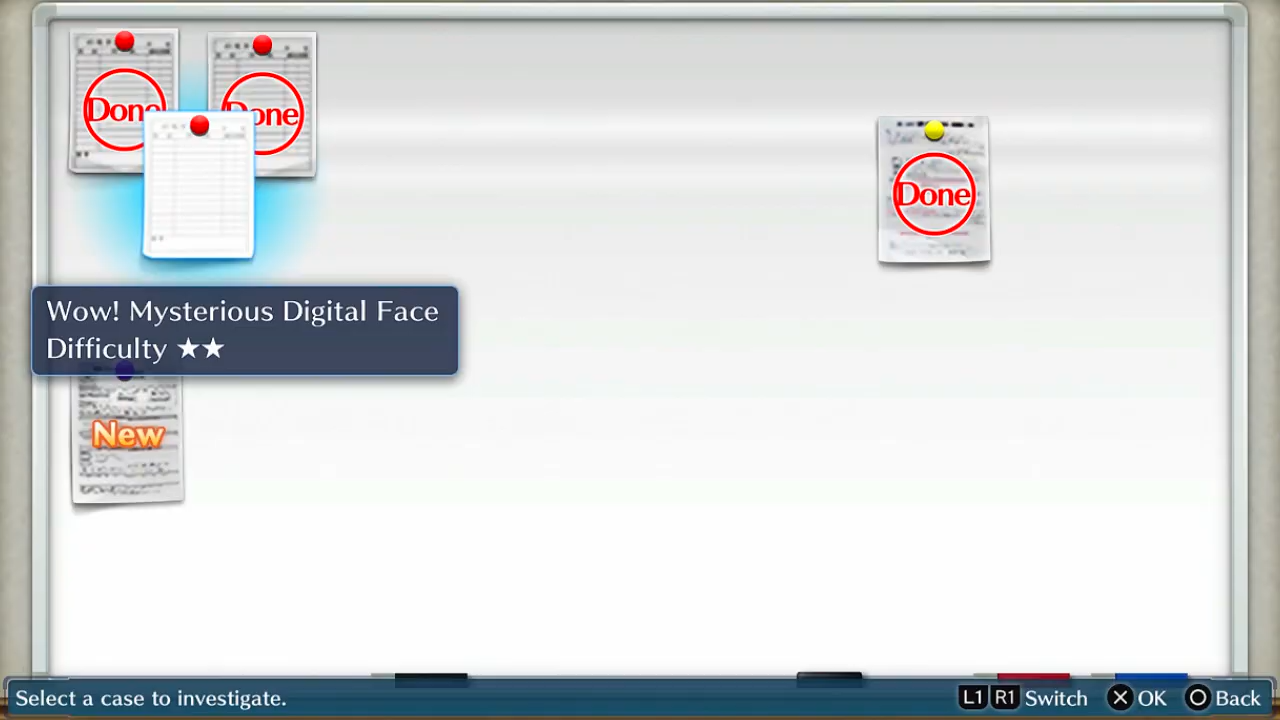 Done
Done
Done
Wow! Mysterious Digital Face
Difficulty ★★
New
Select a case to investigate.
L1 R1 Switch OK Back